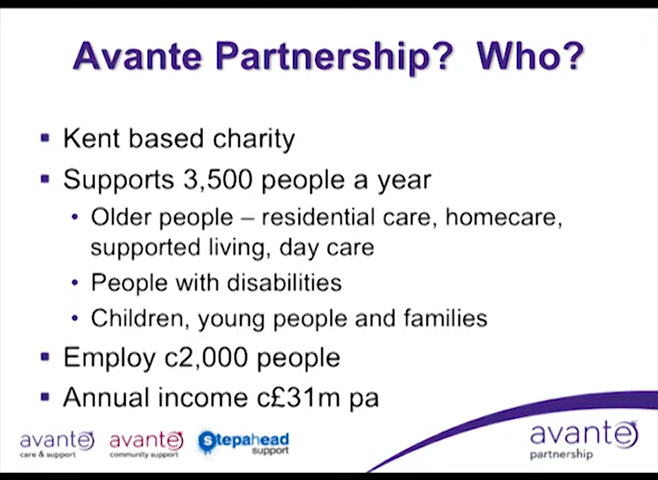 Avante Partnership? Who?
▪ Kent based charity
▪ Supports 3,500 people a year
• Older people – residential care, homecare,
supported living, day care
• People with disabilities
• Children, young people and families
▪ Employ c2,000 people
▪ Annual income c£31m pa
avante
care & support
avante
community support
stepahead
support
avante
partnership